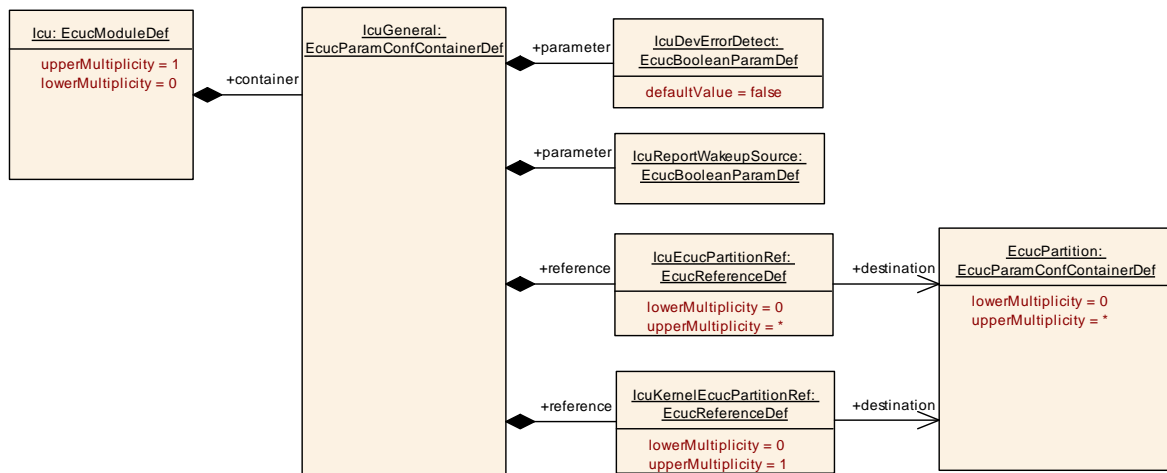 Icu: EcucModuleDef
upperMultiplicity = 1
lowerMultiplicity = 0
+container
IcuGeneral:
EcucParamConfContainerDef
+parameter
IcuDevErrorDetect:
EcucBooleanParamDef
defaultValue = false
+parameter
IcuReportWakeupSource:
EcucBooleanParamDef
+reference
IcuEcucPartitionRef:
EcucReferenceDef
lowerMultiplicity = 0
upperMultiplicity = *
+destination
EcucPartition:
EcucParamConfContainerDef
lowerMultiplicity = 0
upperMultiplicity = *
+reference
IcuKernelEcucPartitionRef:
EcucReferenceDef
lowerMultiplicity = 0
upperMultiplicity = 1
+destination